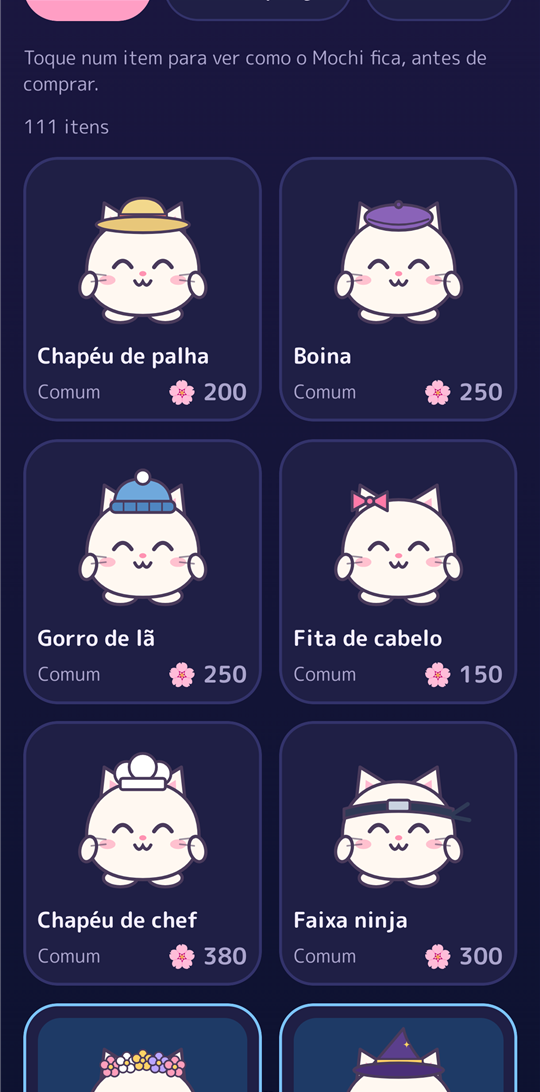 Toque num item para ver como o Mochi fica, antes de
comprar.
111 itens
Chapéu de palha
Comum 200
Boina
Comum 250
Gorro de lã
Comum 250
Fita de cabelo
Comum 150
Chapéu de chef
Comum 380
Faixa ninja
Comum 300